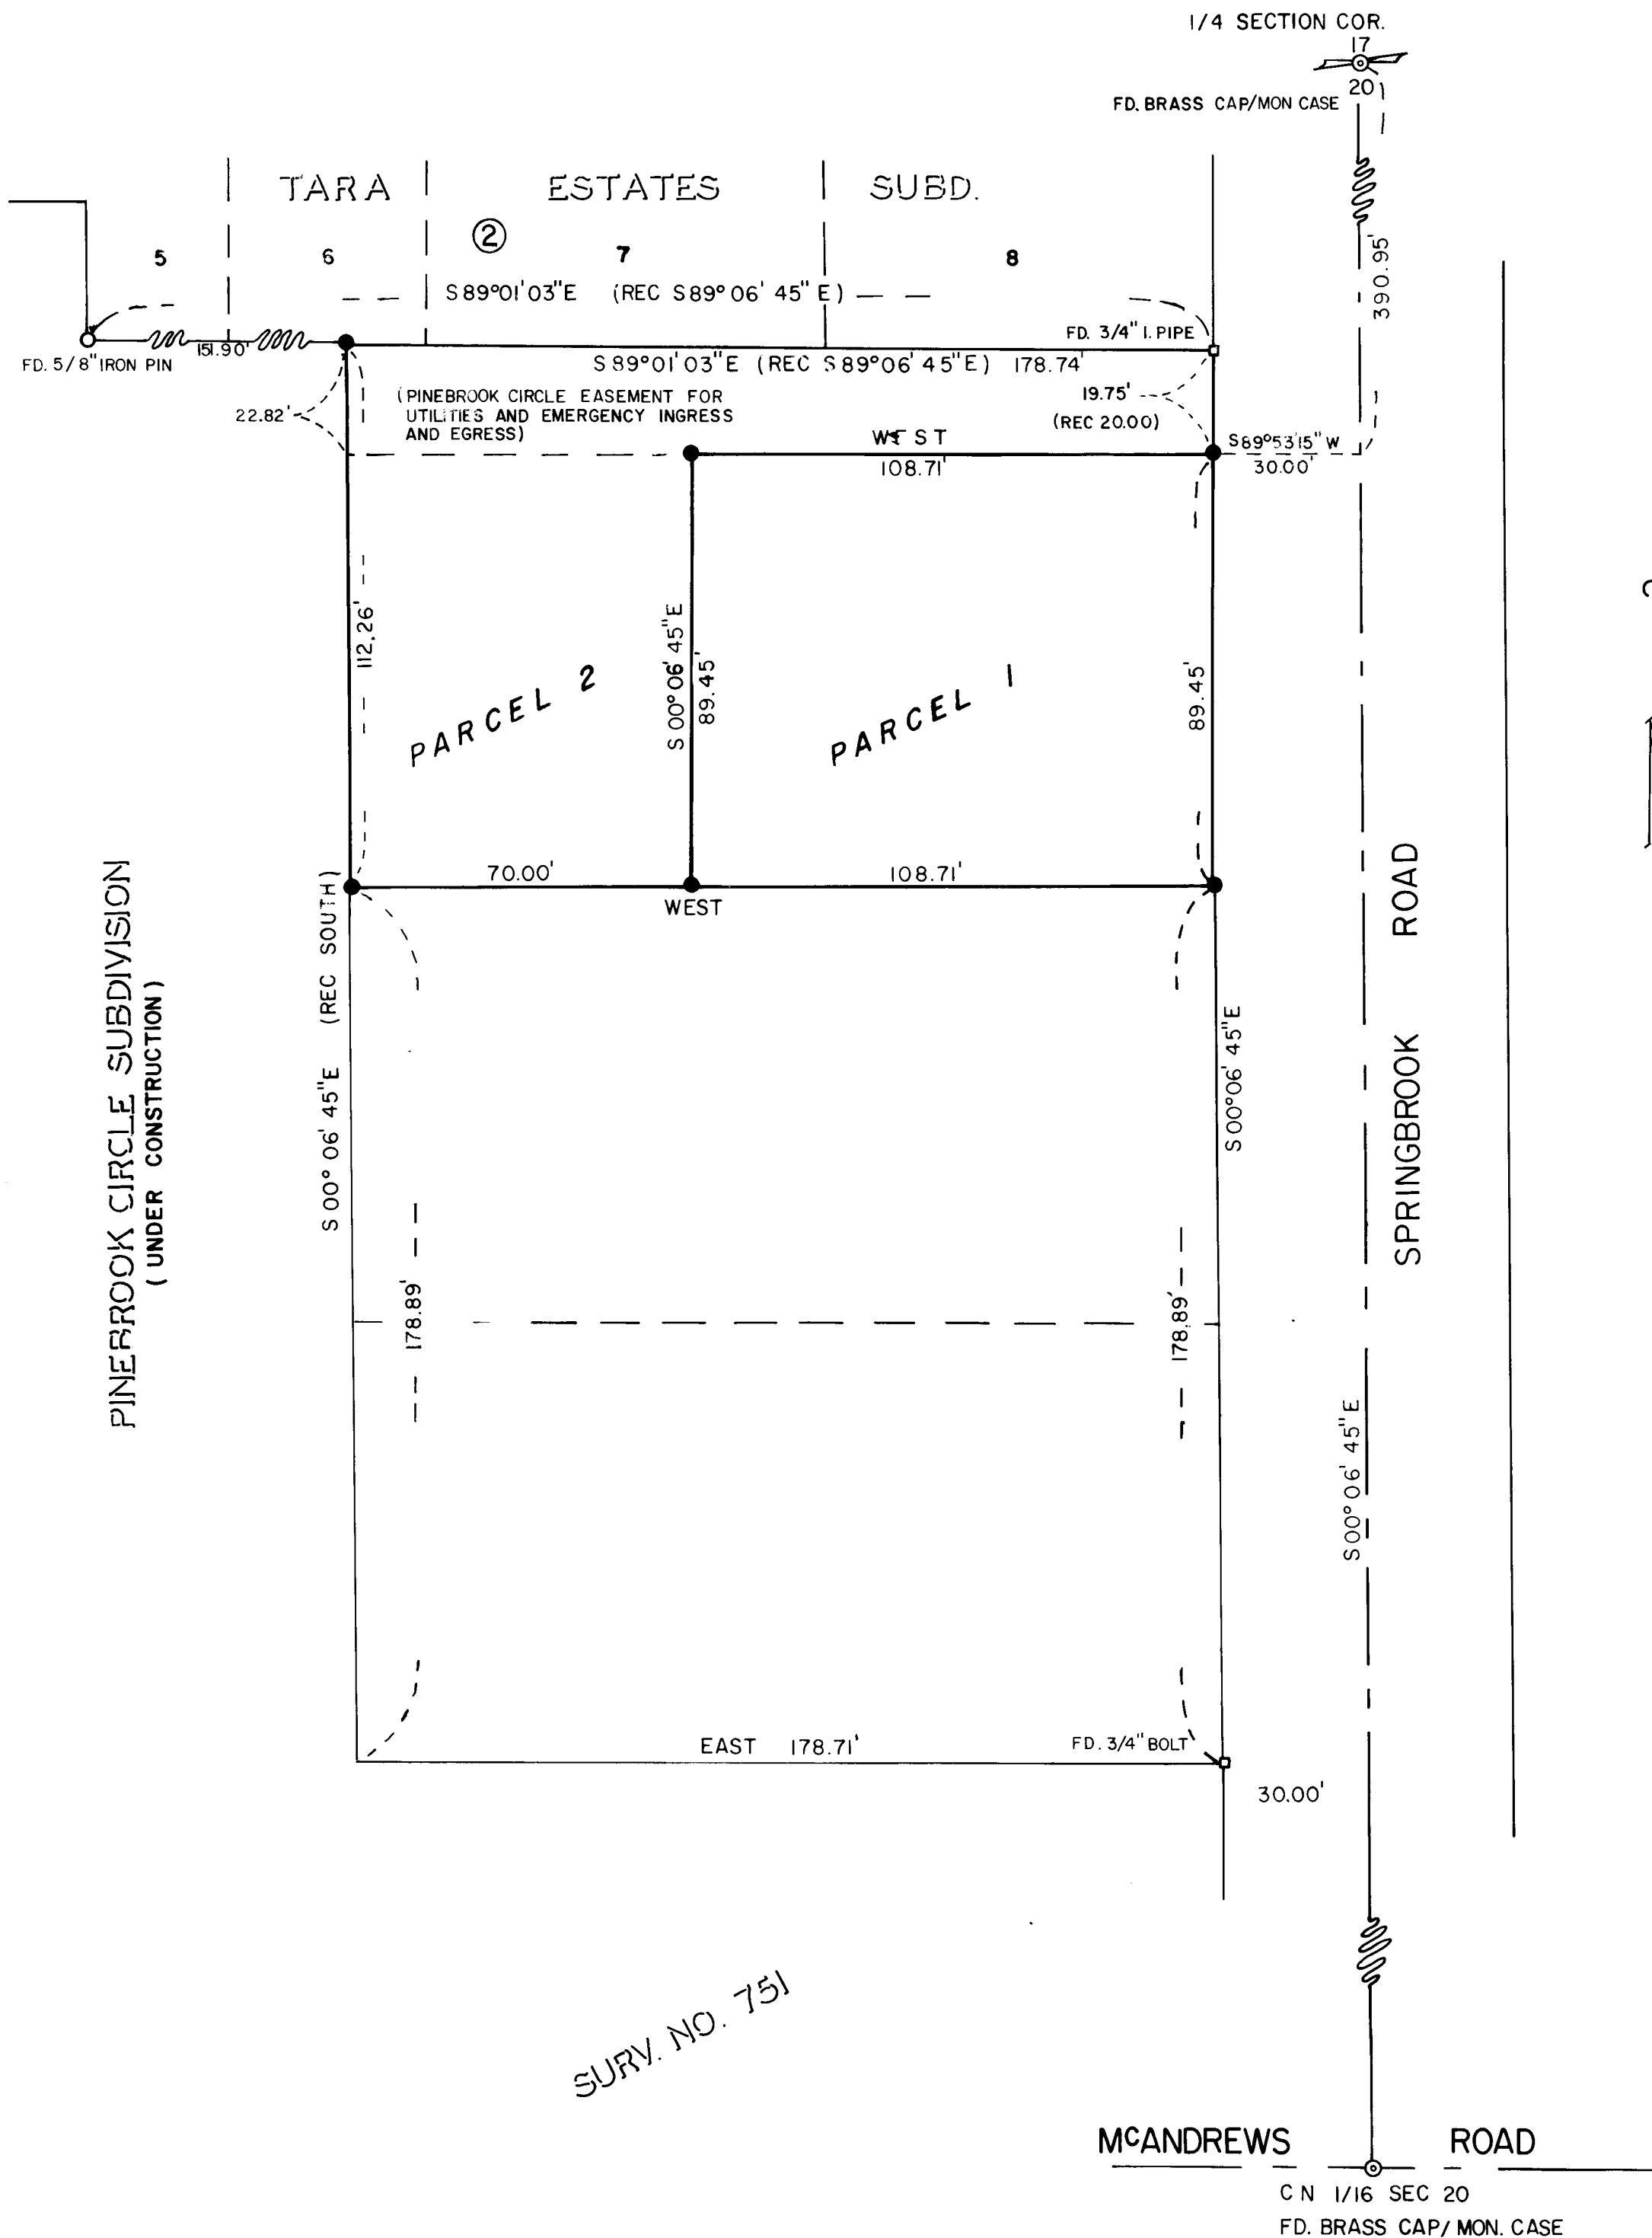 1/4 SECTION COR.
17
20
FD. BRASS CAP/MON CASE
TARA ESTATES SUBD.
②
5 6 7 8
390.95'
S 89°01'03"E (REC S89°06'45"E)
FD. 3/4" I. PIPE
FD. 5/8" IRON PIN
151.90'
S 89°01'03"E (REC S89°06'45"E) 178.74'
22.82'
(PINEBROOK CIRCLE EASEMENT FOR
UTILITIES AND EMERGENCY INGRESS
AND EGRESS)
19.75'
(REC 20.00)
WEST
108.71'
S89°53'15"W
30.00'
112.26'
PARCEL 2
S 00°06'45"E
89.45'
PARCEL 1
89.45'
70.00'
108.71'
WEST
PINEBROOK CIRCLE SUBDIVISION
(UNDER CONSTRUCTION)
S 00°06'45"E (REC SOUTH)
S 00°06'45"E
SPRINGBROOK ROAD
178.89'
178.89'
S 00°06'45"E
EAST 178.71'
FD. 3/4" BOLT
30.00'
SURV. NO. 751
McANDREWS ROAD
C N 1/16 SEC 20
FD. BRASS CAP/ MON. CASE